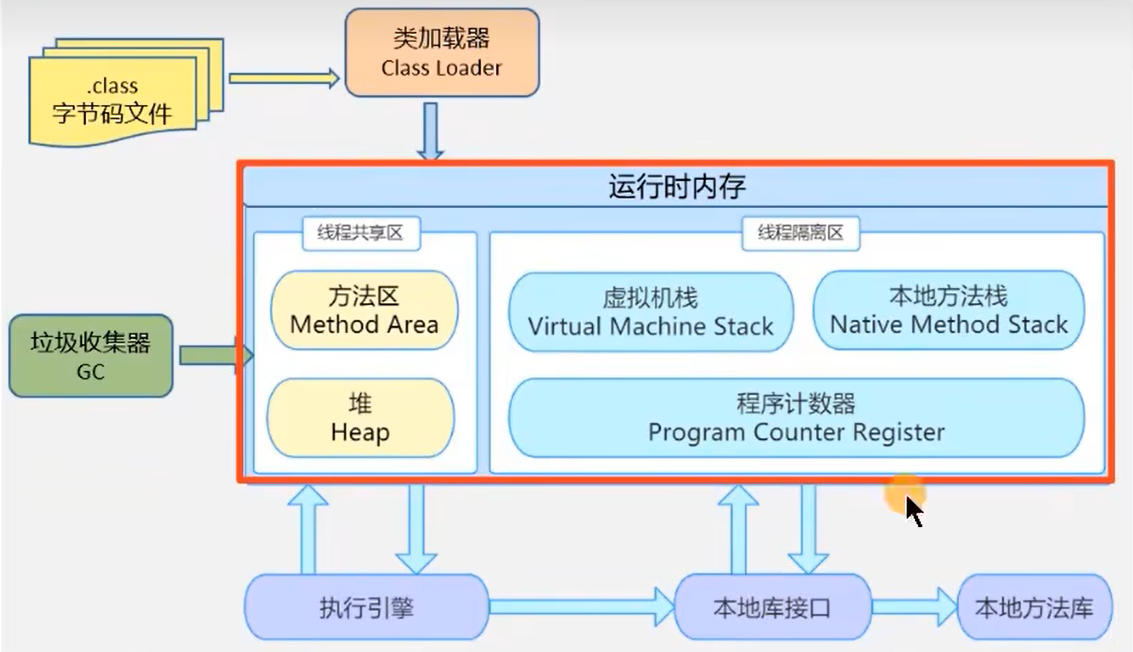 类加载器
Class Loader
.class
字节码文件
运行时内存
线程共享区
线程隔离区
方法区
Method Area
虚拟机栈
Virtual Machine Stack
本地方法栈
Native Method Stack
垃圾收集器
GC
堆
Heap
程序计数器
Program Counter Register
执行引擎
本地库接口
本地方法库